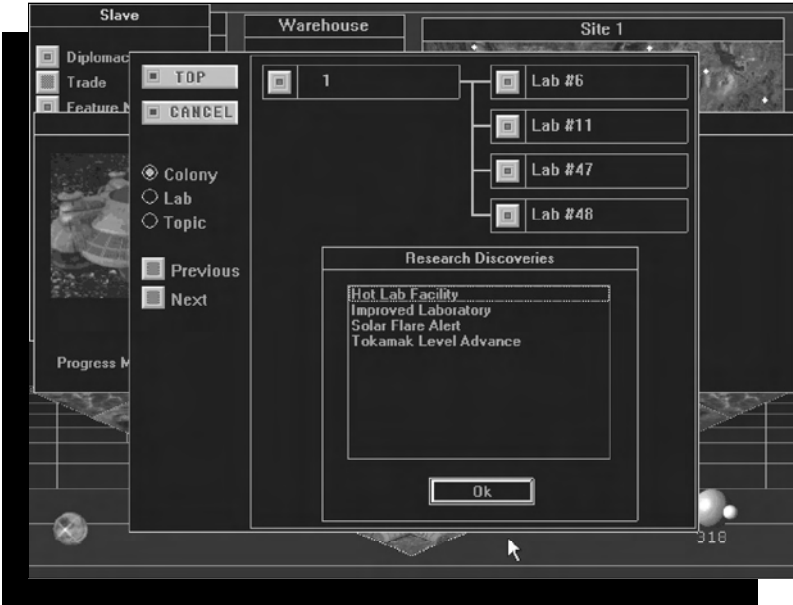 Slave
Warehouse
Site 1
Diplomac
Trade
Feature N
TOP
CANCEL
1
Lab #6
Lab #11
Lab #47
Lab #48
Colony
Lab
Topic
Previous
Next
Research Discoveries
Hot Lab Facility
Improved Laboratory
Solar Flare Alert
Tokamak Level Advance
Progress M
Ok
318